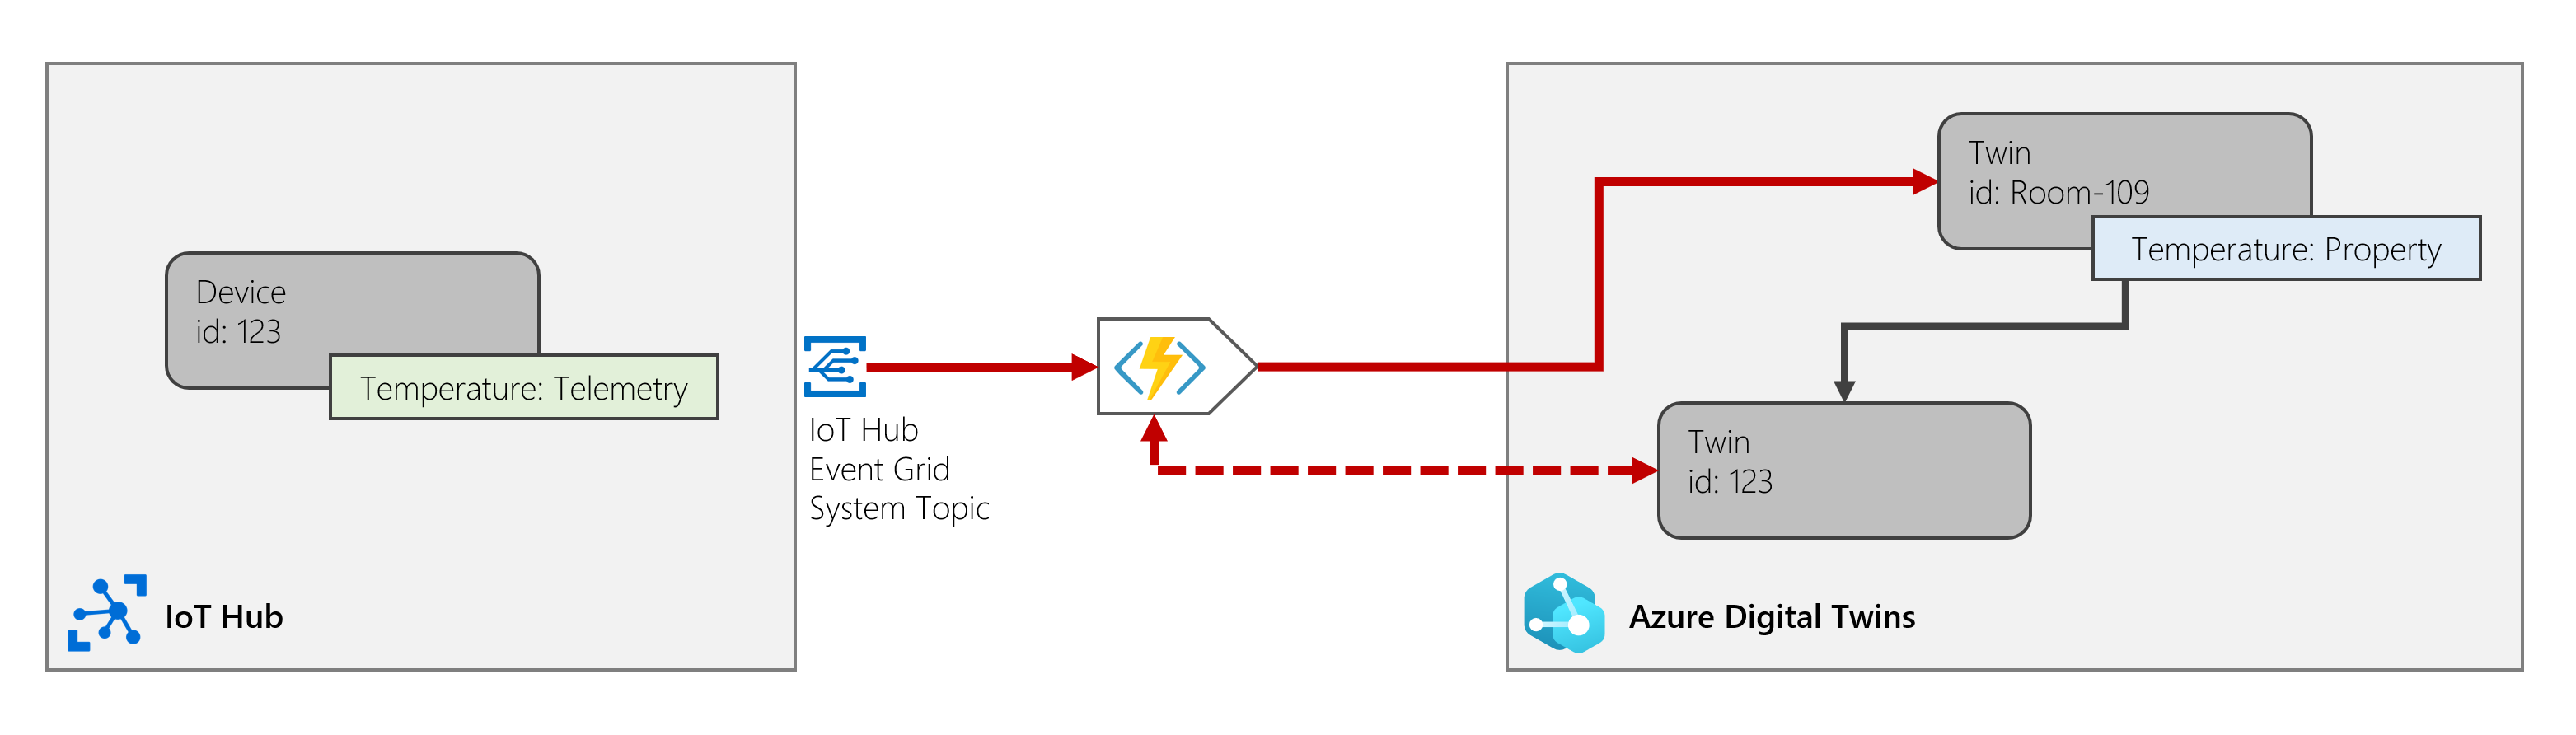 Device
id: 123
Temperature: Telemetry
IoT Hub
IoT Hub
Event Grid
System Topic
Twin
id: Room-109
Temperature: Property
Twin
id: 123
Azure Digital Twins